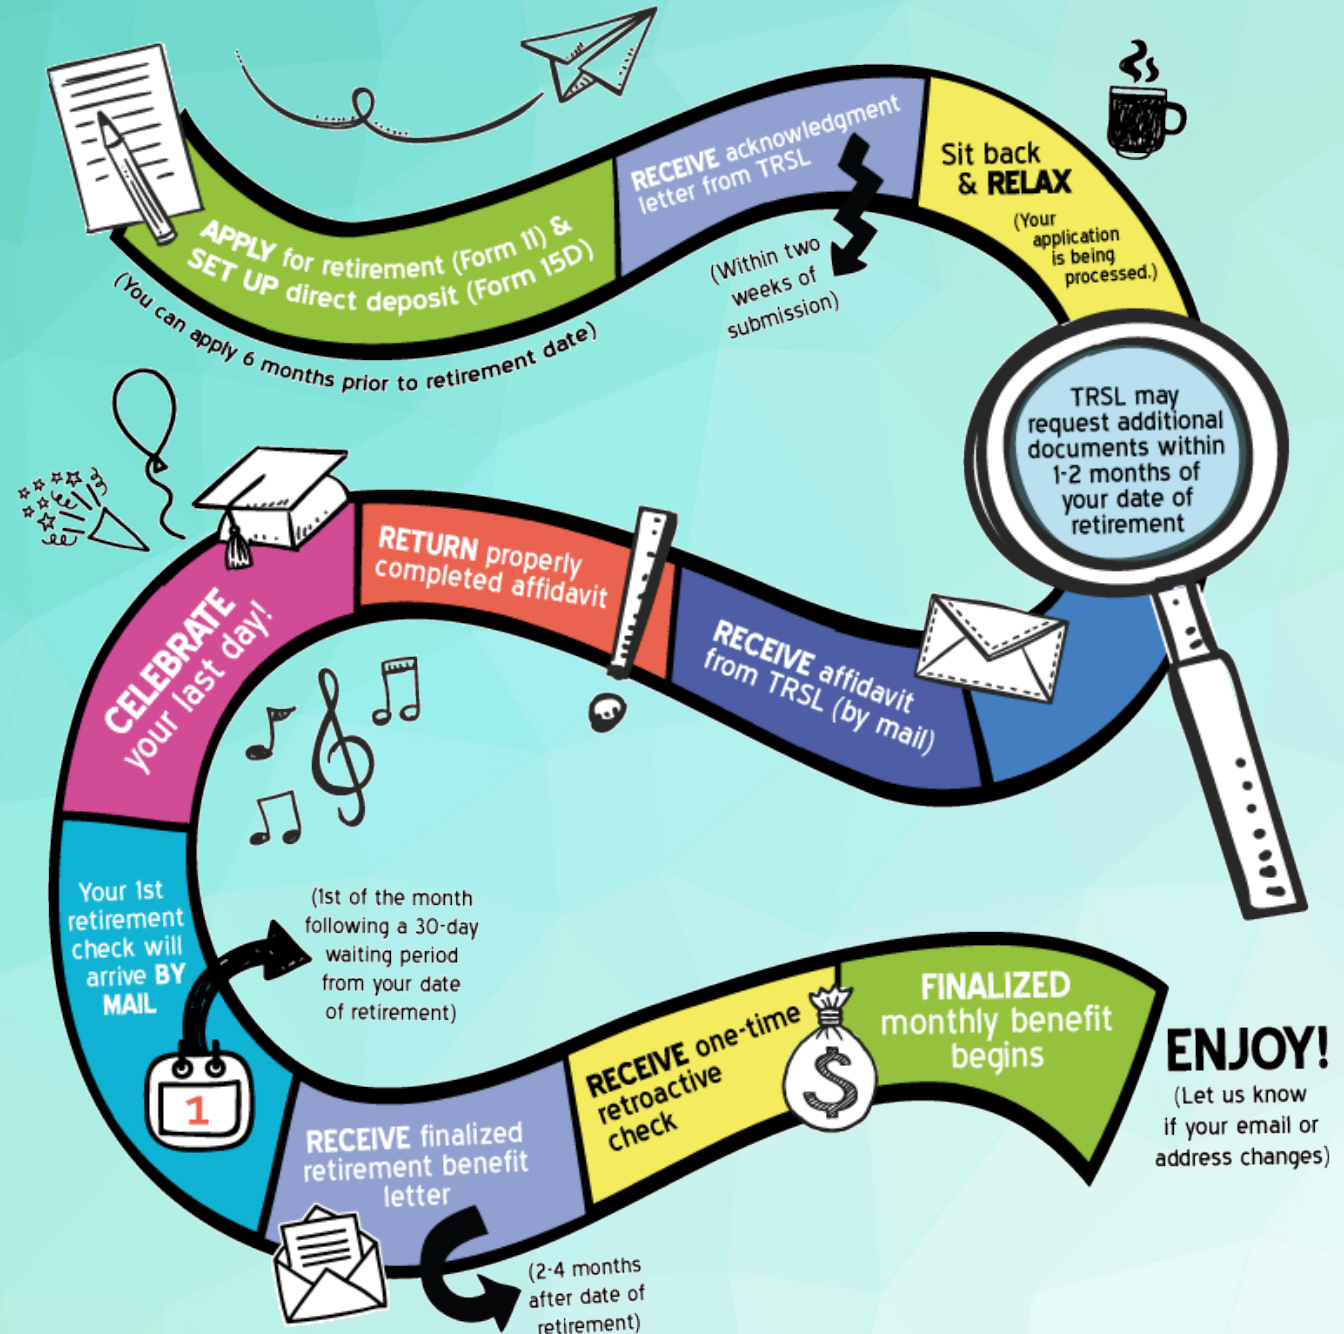 APPLY for retirement (Form 11) &
SET UP direct deposit (Form 15D)
(You can apply 6 months prior to retirement date)
RECEIVE acknowledgment
letter from TRSL
(Within two
weeks of
submission)
Sit back
& RELAX
(Your
application
is being
processed.)
TRSL may
request additional
documents within
1-2 months of
your date of
retirement
RECEIVE affidavit
from TRSL (by mail)
RETURN properly
completed affidavit
CELEBRATE
your last day!
Your 1st
retirement
check will
arrive BY
MAIL
1
(1st of the month
following a 30-day
waiting period
from your date
of retirement)
RECEIVE finalized
retirement benefit
letter
(2-4 months
after date of
retirement)
RECEIVE one-time
retroactive
check
$
FINALIZED
monthly benefit
begins
ENJOY!
(Let us know
if your email or
address changes)